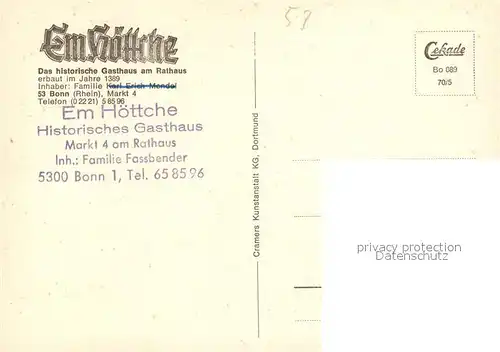 Em Höttche
Das historische Gasthaus am Rathaus
erbaut im Jahre 1389
Inhaber: Familie Karl Erich Mendel
53 Bonn (Rhein), Markt 4
Telefon (0 22 21) 5 85 96
Em Höttche
Historisches Gasthaus
Markt 4 am Rathaus
Inh.: Familie Fassbender
5300 Bonn 1, Tel. 65 85 96
Cramers Kunstanstalt KG, Dortmund
57
Cekade
Bo 089
70/5
privacy protection
Datenschutz